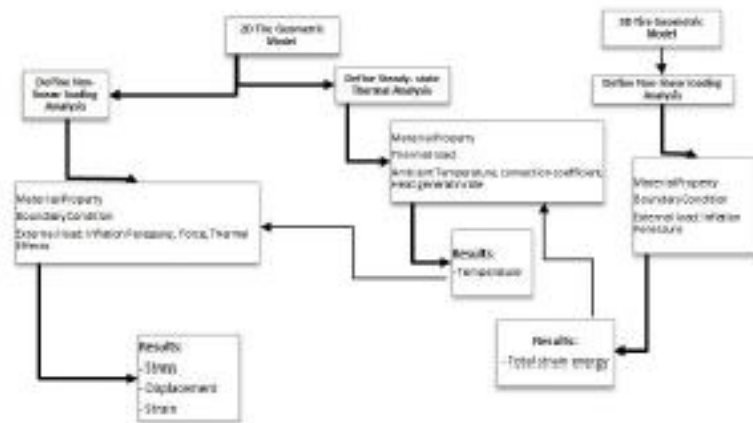 2D Tire Geometric
Model
3D Tire Geometric
Model
Define Non-
linear loading
Analysis
Define Steady- state
Thermal Analysis
Define Non-linear loading
Analysis
Material Property
Thermal load:
Ambient Temperature, convection coefficient,
Heat generation rate
Material Property
Boundary Condition
External load: Inflation Pressure, Force, Thermal
Effects
Material Property
Boundary Condition
External load: Inflation
Pressure
Results:
- Temperature
Results:
- Stress
- Displacement
- Strain
Results:
- Total strain energy